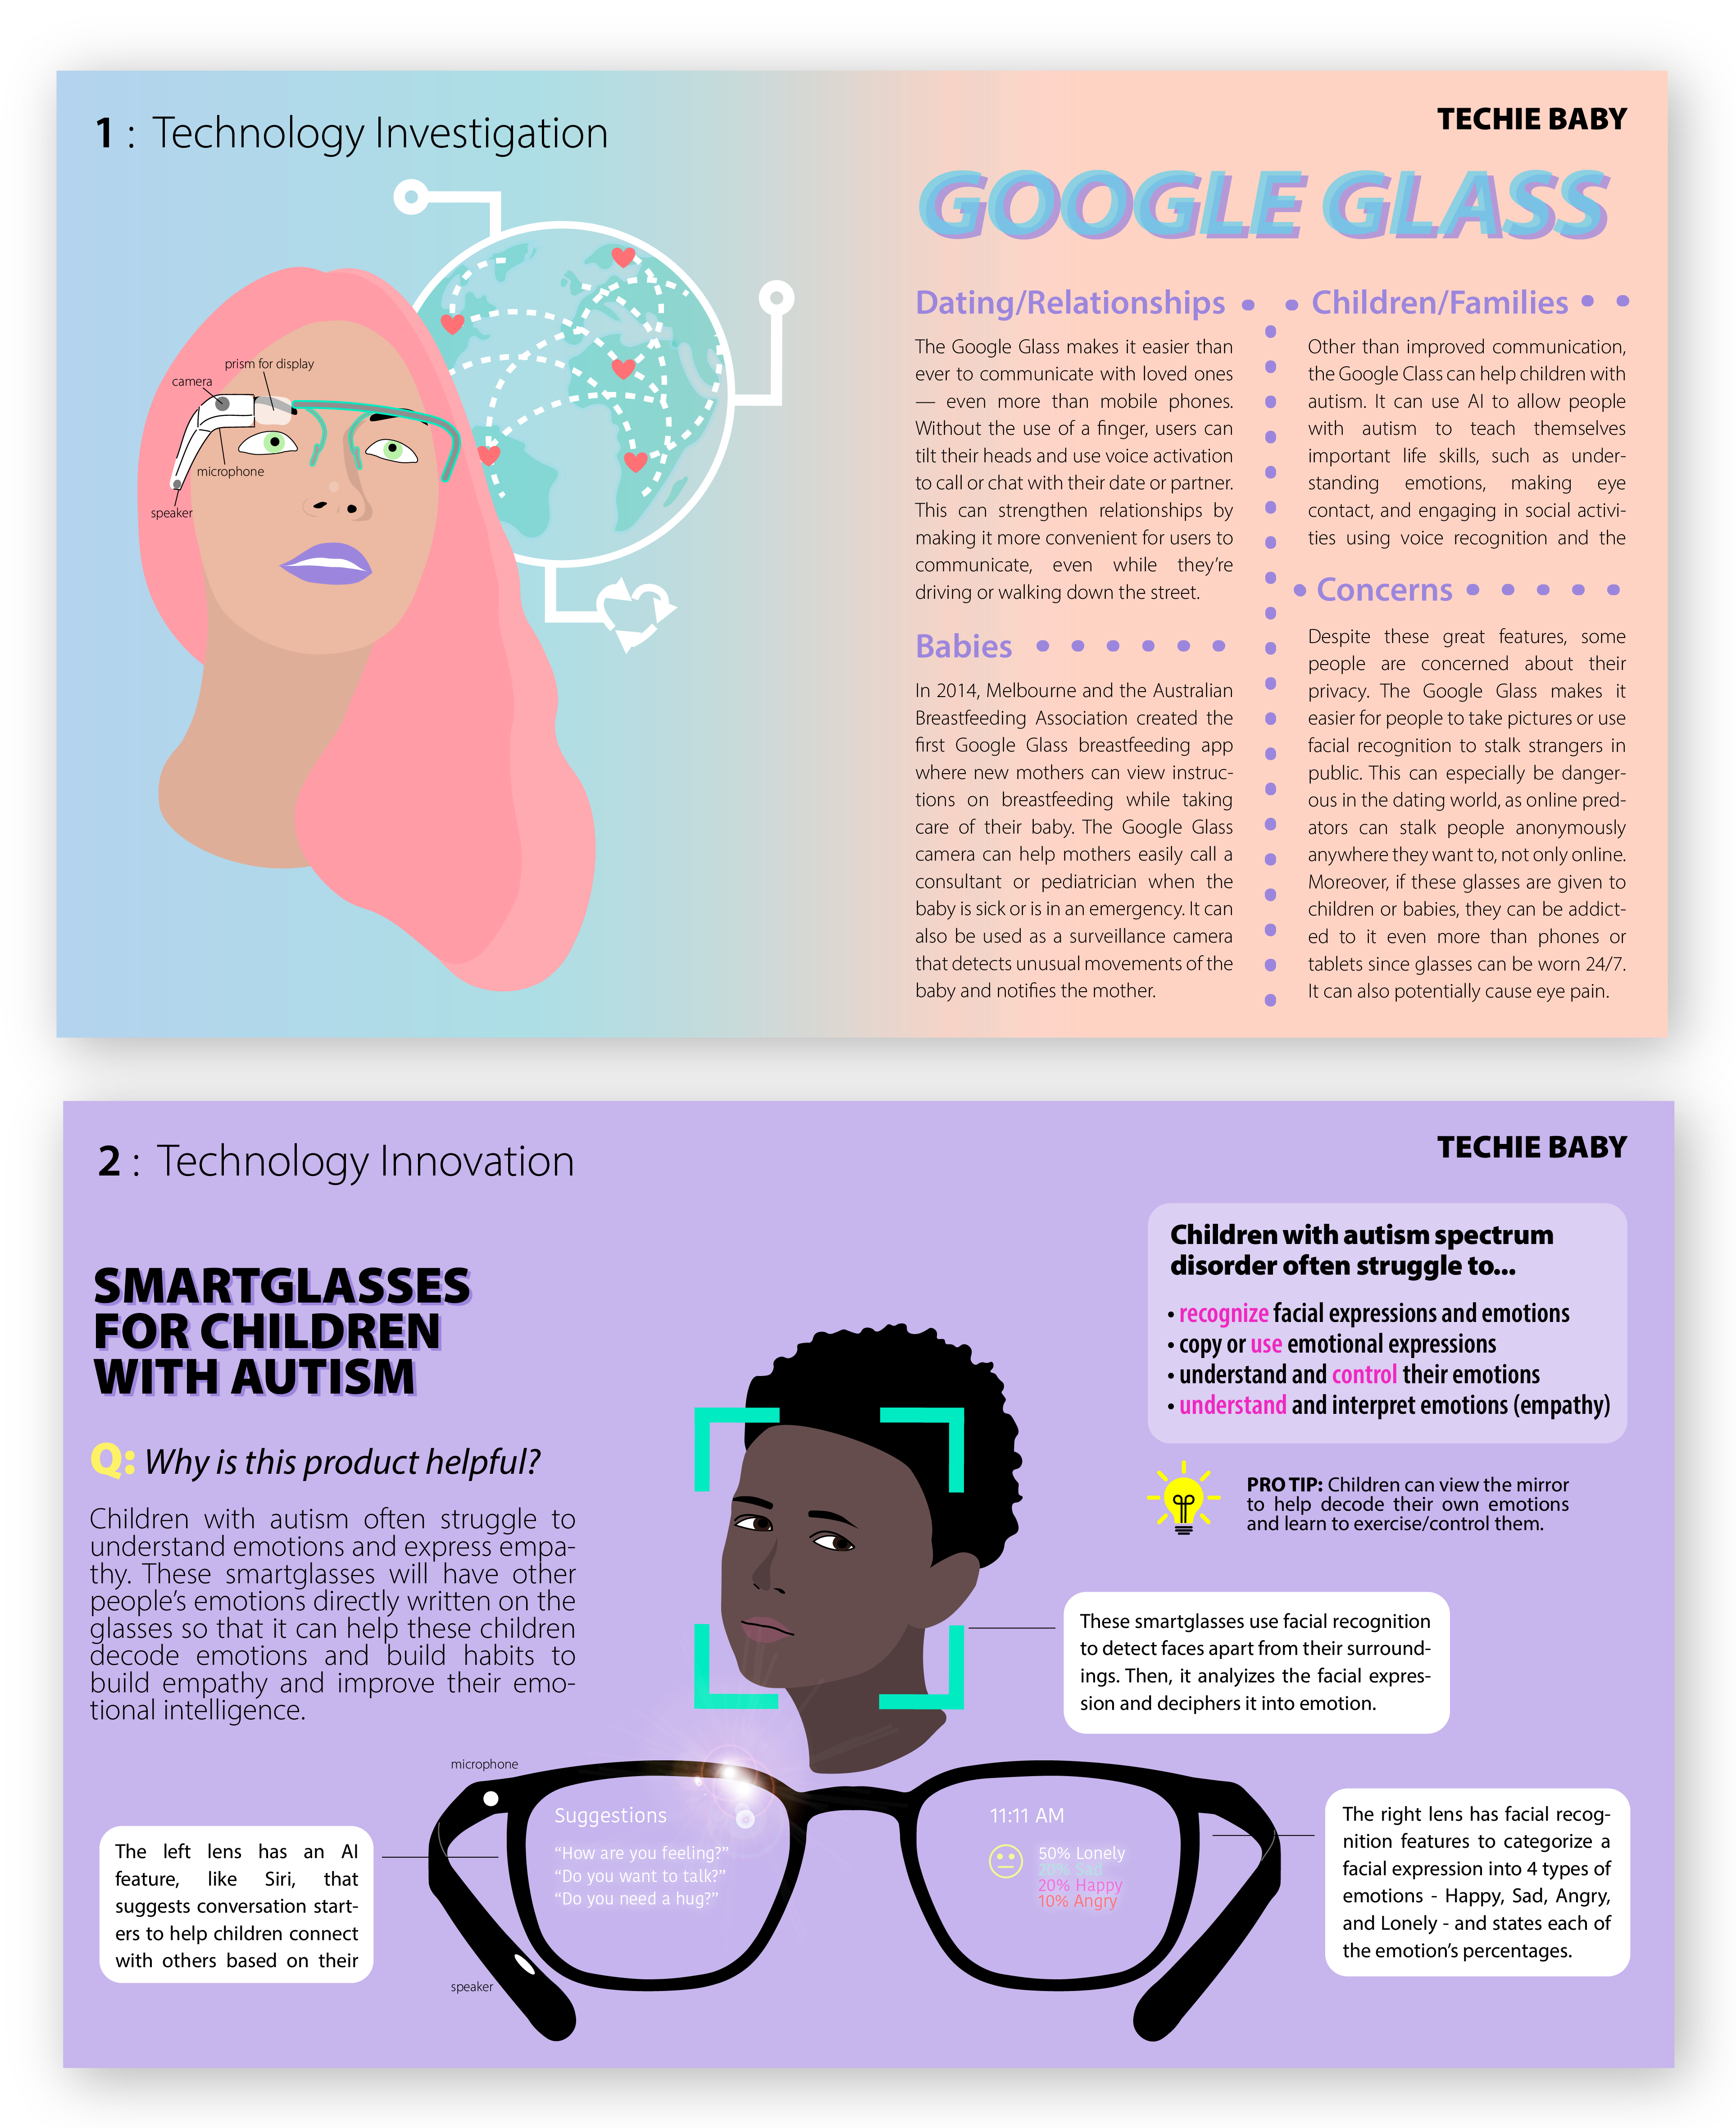 1 : Technology Investigation
TECHIE BABY
GOOGLE GLASS
camera
prism for display
microphone
speaker
Dating/Relationships
The Google Glass makes it easier than
ever to communicate with loved ones
— even more than mobile phones.
Without the use of a finger, users can
tilt their heads and use voice activation
to call or chat with their date or partner.
This can strengthen relationships by
making it more convenient for users to
communicate, even while they’re
driving or walking down the street.
Babies
In 2014, Melbourne and the Australian
Breastfeeding Association created the
first Google Glass breastfeeding app
where new mothers can view instruc-
tions on breastfeeding while taking
care of their baby. The Google Glass
camera can help mothers easily call a
consultant or pediatrician when the
baby is sick or is in an emergency. It can
also be used as a surveillance camera
that detects unusual movements of the
baby and notifies the mother.
Children/Families
Other than improved communication,
the Google Class can help children with
autism. It can use AI to allow people
with autism to teach themselves
important life skills, such as under-
standing emotions, making eye
contact, and engaging in social activi-
ties using voice recognition and the
Concerns
Despite these great features, some
people are concerned about their
privacy. The Google Glass makes it
easier for people to take pictures or use
facial recognition to stalk strangers in
public. This can especially be danger-
ous in the dating world, as online pred-
ators can stalk people anonymously
anywhere they want to, not only online.
Moreover, if these glasses are given to
children or babies, they can be addict-
ed to it even more than phones or
tablets since glasses can be worn 24/7.
It can also potentially cause eye pain.
2 : Technology Innovation
TECHIE BABY
SMARTGLASSES
FOR CHILDREN
WITH AUTISM
Q: Why is this product helpful?
Children with autism often struggle to
understand emotions and express empa-
thy. These smartglasses will have other
people’s emotions directly written on the
glasses so that it can help these children
decode emotions and build habits to
build empathy and improve their emo-
tional intelligence.
Children with autism spectrum
disorder often struggle to...
• recognize facial expressions and emotions
• copy or use emotional expressions
• understand and control their emotions
• understand and interpret emotions (empathy)
PRO TIP: Children can view the mirror
to help decode their own emotions
and learn to exercise/control them.
These smartglasses use facial recognition
to detect faces apart from their surround-
ings. Then, it analyizes the facial expres-
sion and deciphers it into emotion.
microphone
speaker
The left lens has an AI
feature, like Siri, that
suggests conversation start-
ers to help children connect
with others based on their
Suggestions
“How are you feeling?”
“Do you want to talk?”
“Do you need a hug?”
11:11 AM
50% Lonely
20% Sad
20% Happy
10% Angry
The right lens has facial recog-
nition features to categorize a
facial expression into 4 types of
emotions - Happy, Sad, Angry,
and Lonely - and states each of
the emotion’s percentages.